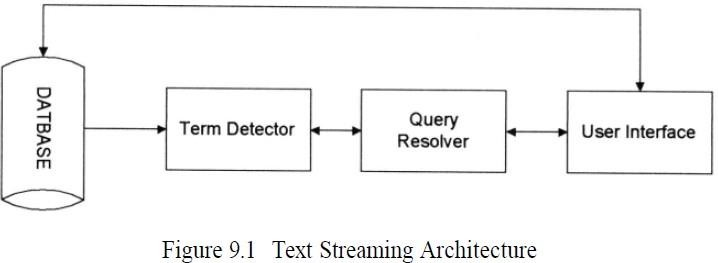 DATBASE
Term Detector
Query
Resolver
User Interface
Figure 9.1 Text Streaming Architecture